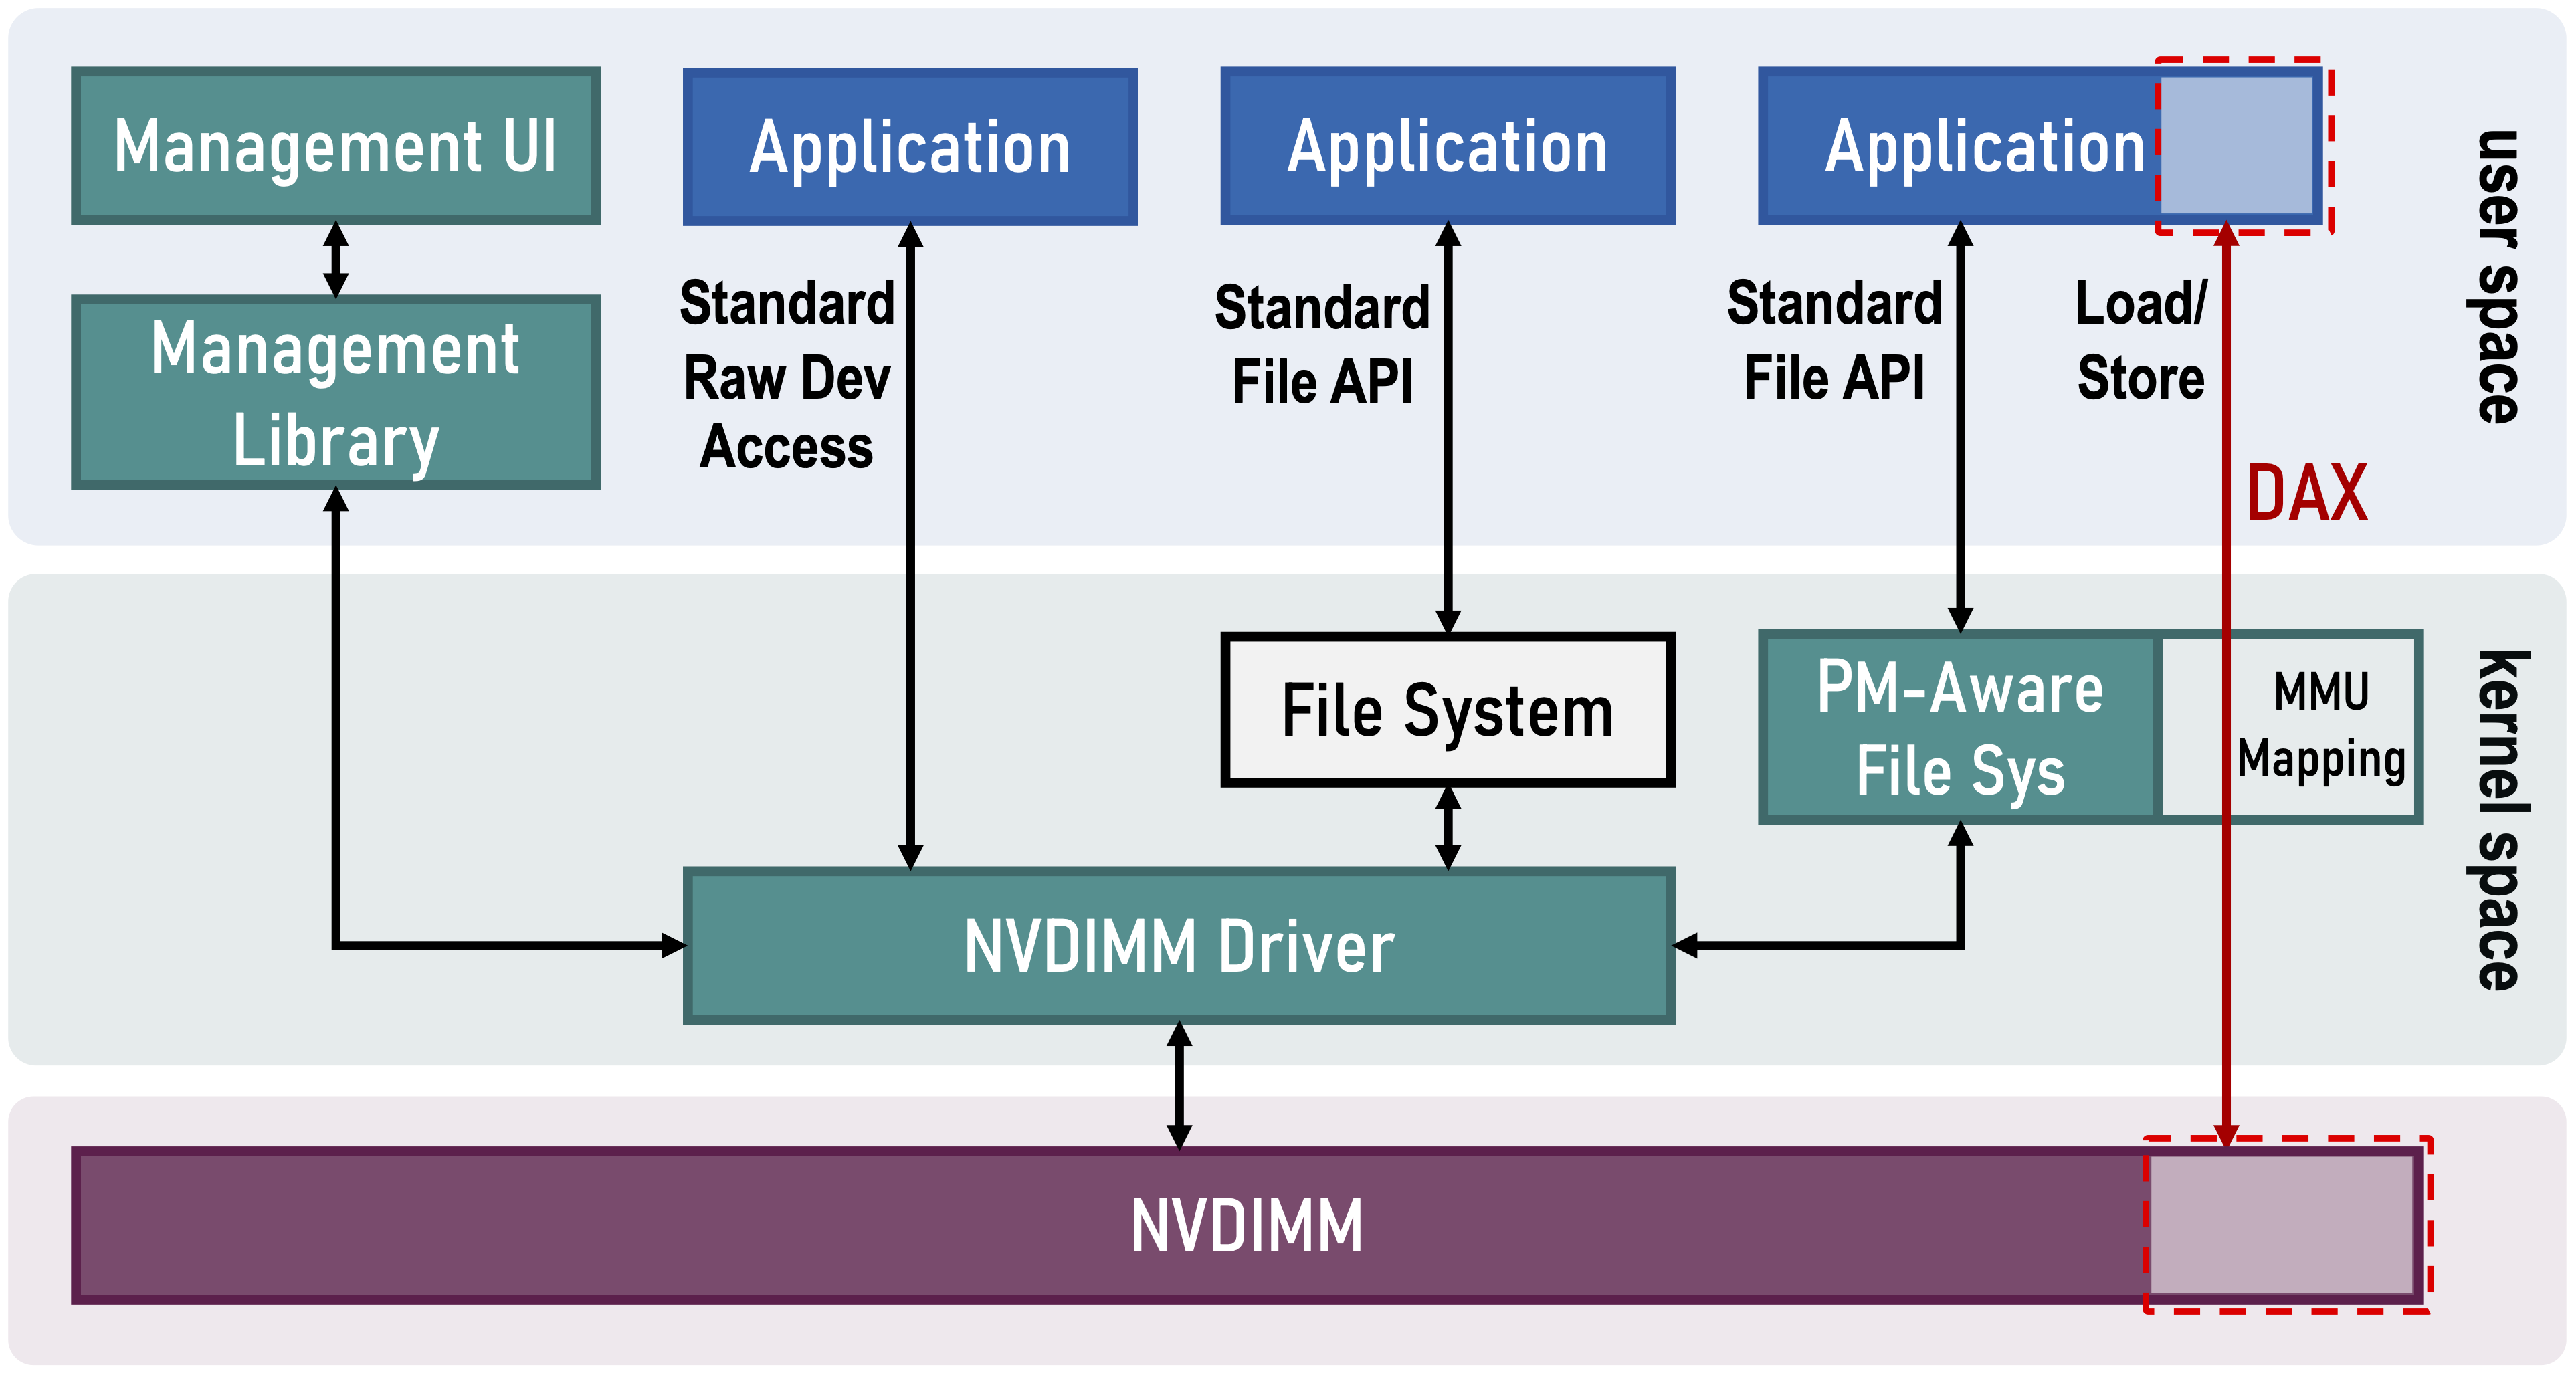 Management UI
Application
Application
Application
Management
Library
Standard
Raw Dev
Access
Standard
File API
Standard
File API
Load/
Store
DAX
user space
File System
PM-Aware
File Sys
MMU
Mapping
kernel space
NVDIMM Driver
NVDIMM